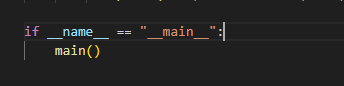 if __name__ == "__main__":
    main()